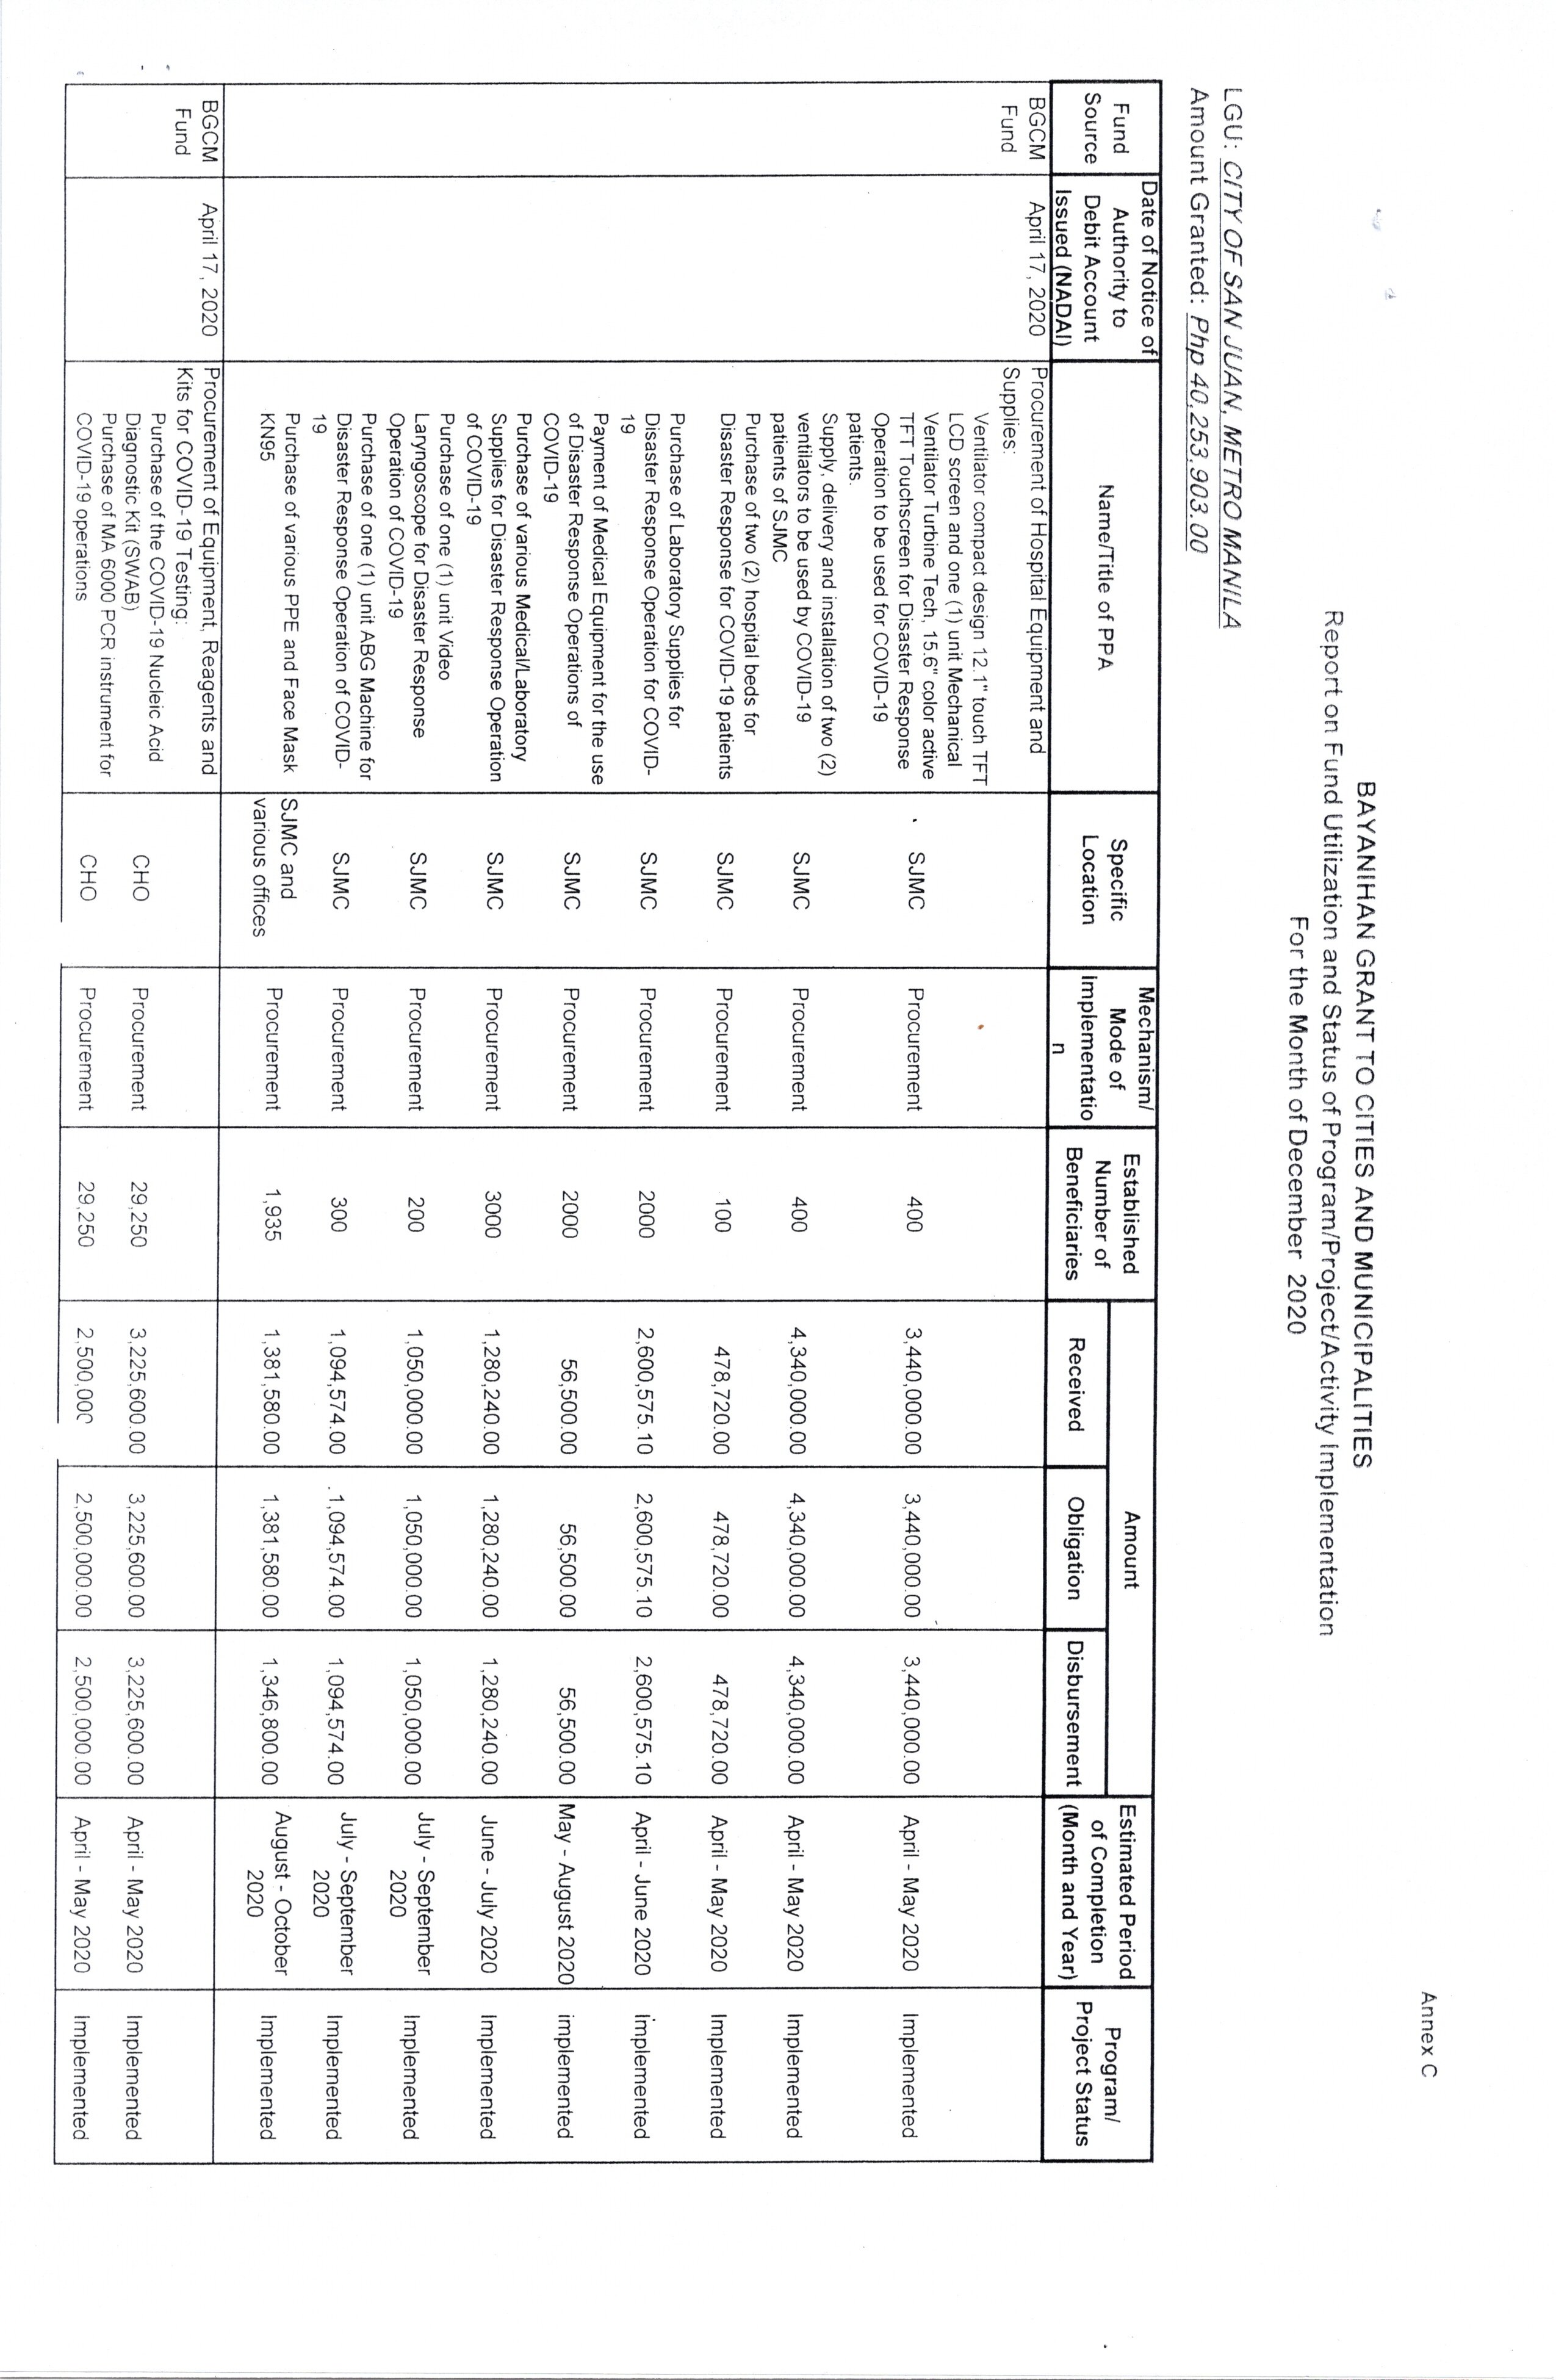 Annex C
BAYANIHAN GRANT TO CITIES AND MUNICIPALITIES
Report on Fund Utilization and Status of Program/Project/Activity Implementation
For the Month of December 2020
LGU: CITY OF SAN JUAN, METRO MANILA
Amount Granted: Php 40,253,903.00
Fund
Source
Date of Notice of
Authority to
Debit Account
Issued (NADAI)
Name/Title of PPA
Specific
Location
Mechanism/
Mode of
Implementatio
n
Established
Number of
Beneficiaries
Amount
Received
Obligation
Disbursement
Estimated Period
of Completion
(Month and Year)
Program/
Project Status
BGCM
Fund
April 17, 2020
Procurement of Hospital Equipment and
Supplies:
Ventilator compact design 12.1" touch TFT
LCD screen and one (1) unit Mechanical
Ventilator Turbine Tech, 15.6" color active
TFT Touchscreen for Disaster Response
Operation to be used for COVID-19
patients.
SJMC Procurement 400 3,440,000.00 3,440,000.00 3,440,000.00 April - May 2020 Implemented
Supply, delivery and installation of two (2)
ventilators to be used by COVID-19
patients of SJMC
SJMC Procurement 400 4,340,000.00 4,340,000.00 4,340,000.00 April - May 2020 Implemented
Purchase of two (2) hospital beds for
Disaster Response for COVID-19 patients
SJMC Procurement 100 478,720.00 478,720.00 478,720.00 April - May 2020 Implemented
Purchase of Laboratory Supplies for
Disaster Response Operation for COVID-
19
SJMC Procurement 2000 2,600,575.10 2,600,575.10 2,600,575.10 April - June 2020 Implemented
Payment of Medical Equipment for the use
of Disaster Response Operations of
COVID-19
SJMC Procurement 2000 56,500.00 56,500.00 56,500.00 May - August 2020 implemented
Purchase of various Medical/Laboratory
Supplies for Disaster Response Operation
of COVID-19
SJMC Procurement 3000 1,280,240.00 1,280,240.00 1,280,240.00 June - July 2020 Implemented
Purchase of one (1) unit Video
Laryngoscope for Disaster Response
Operation of COVID-19
SJMC Procurement 200 1,050,000.00 1,050,000.00 1,050,000.00 July - September
2020
Implemented
Purchase of one (1) unit ABG Machine for
Disaster Response Operation of COVID-
19
SJMC Procurement 300 1,094,574.00 1,094,574.00 1,094,574.00 July - September
2020
Implemented
Purchase of various PPE and Face Mask
KN95
SJMC and
various offices
Procurement 1,935 1,381,580.00 1,381,580.00 1,346,800.00 August - October
2020
Implemented
BGCM
Fund
April 17, 2020
Procurement of Equipment, Reagents and
Kits for COVID-19 Testing:
Purchase of the COVID-19 Nucleic Acid
Diagnostic Kit (SWAB)
CHO Procurement 29,250 3,225,600.00 3,225,600.00 3,225,600.00 April - May 2020 Implemented
Purchase of MA 6000 PCR instrument for
COVID-19 operations
CHO Procurement 29,250 2,500,000 2,500,000.00 2,500,000.00 April - May 2020 Implemented